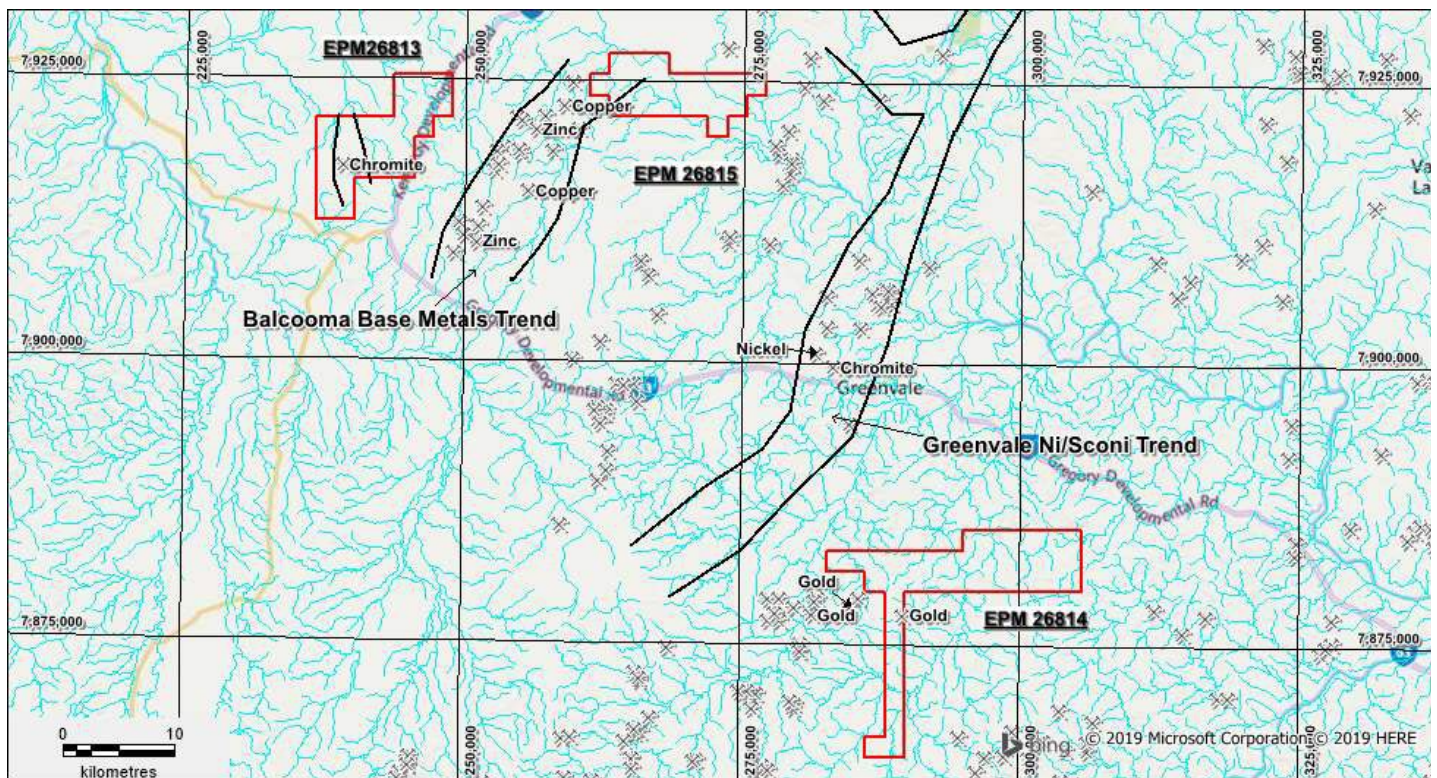 EPM26813
225,000
250,000
275,000
300,000
325,000
7,925,000
7,925,000
Copper
Zinc
Chromite
Copper
EPM 26815
Zinc
Balcooma Base Metals Trend
Gregory Developmental Rd
7,900,000
7,900,000
Nickel
Chromite
Greenvale
Greenvale Ni/Sconi Trend
Gregory Developmental Rd
Gold
Gold
Gold
EPM 26814
7,875,000
7,875,000
0 10
kilometres
250,000
275,000
300,000
325,000
bing
© 2019 Microsoft Corporation © 2019 HERE